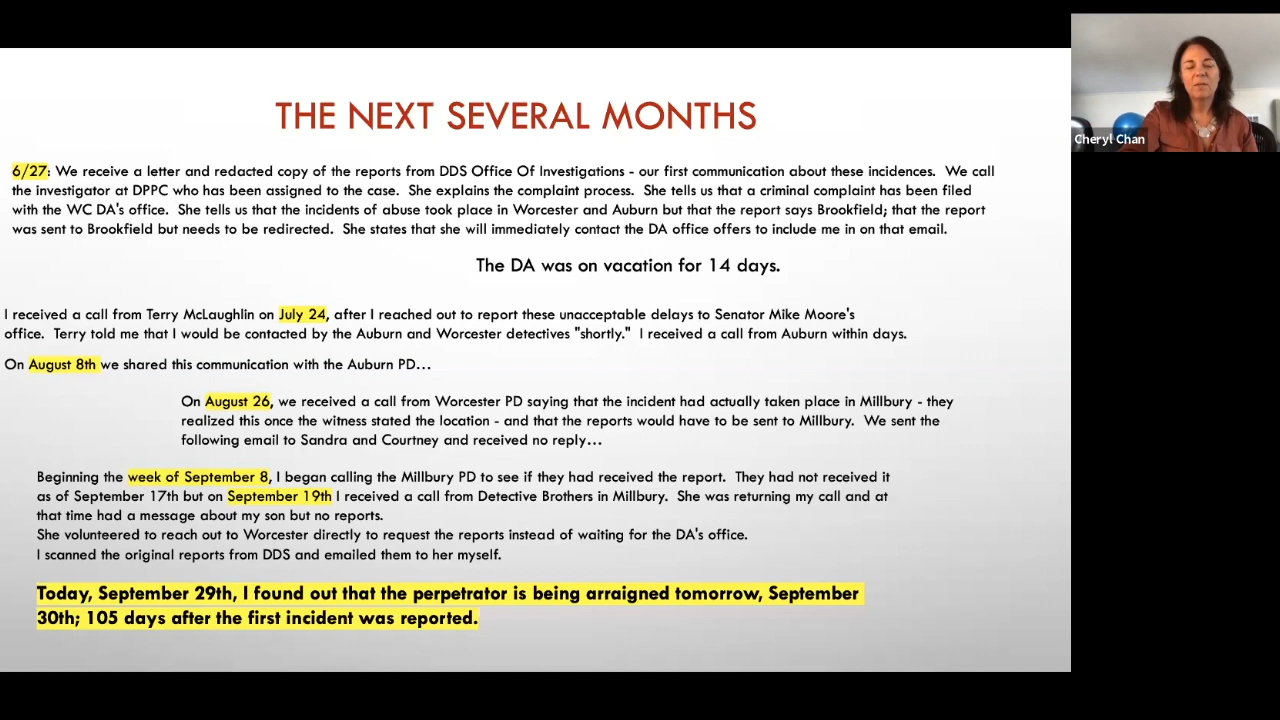 THE NEXT SEVERAL MONTHS
Cheryl Chan
6/27: We receive a letter and redacted copy of the reports from DDS Office Of Investigations - our first communication about these incidences. We call
the investigator at DPPC who has been assigned to the case. She explains the complaint process. She tells us that a criminal complaint has been filed
with the WC DA's office. She tells us that the incidents of abuse took place in Worcester and Auburn but that the report says Brookfield; that the report
was sent to Brookfield but needs to be redirected. She states that she will immediately contact the DA office offers to include me in on that email.
The DA was on vacation for 14 days.
I received a call from Terry McLaughlin on July 24, after I reached out to report these unacceptable delays to Senator Mike Moore's
office. Terry told me that I would be contacted by the Auburn and Worcester detectives "shortly." I received a call from Auburn within days.
On August 8th we shared this communication with the Auburn PD...
On August 26, we received a call from Worcester PD saying that the incident had actually taken place in Millbury - they
realized this once the witness stated the location - and that the reports would have to be sent to Millbury. We sent the
following email to Sandra and Courtney and received no reply...
Beginning the week of September 8, I began calling the Millbury PD to see if they had received the report. They had not received it
as of September 17th but on September 19th I received a call from Detective Brothers in Millbury. She was returning my call and at
that time had a message about my son but no reports.
She volunteered to reach out to Worcester directly to request the reports instead of waiting for the DA's office.
I scanned the original reports from DDS and emailed them to her myself.
Today, September 29th, I found out that the perpetrator is being arraigned tomorrow, September
30th; 105 days after the first incident was reported.